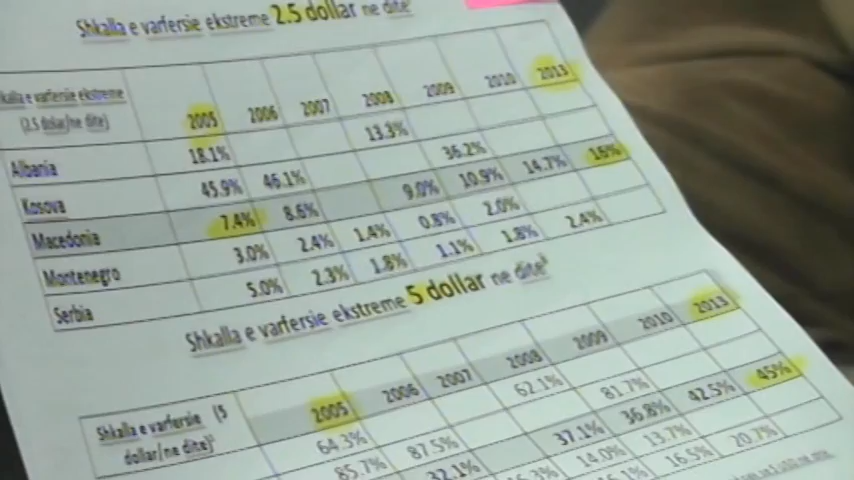 Shkalla e varfersie ekstreme 2.5 dollar ne dite
kalla e varfersie ekstreme (2.5 dolar/ne dite) 2005 2006 2007 2008 2009 2010 2013
Albania 18.1% 13.3%
Kosova 45.9% 46.1% 36.2%
Macedonia 7.4% 8.6% 9.0% 10.9% 14.7% 16%
Montenegro 3.0% 2.4% 1.4% 0.8% 2.0%
Serbia 5.0% 2.3% 1.8% 1.1% 1.8% 2.4%
Shkalla e varfersie ekstreme 5 dollar ne dite
Shkalla e varfersie (5 dollar/ne dite) 2005 2006 2007 2008 2009 2010 2013
64.3% 62.1%
85.7% 87.5% 81.7%
32.1% 37.1% 36.8% 42.5% 45%
14.0% 13.7%
16.5% 20.7%